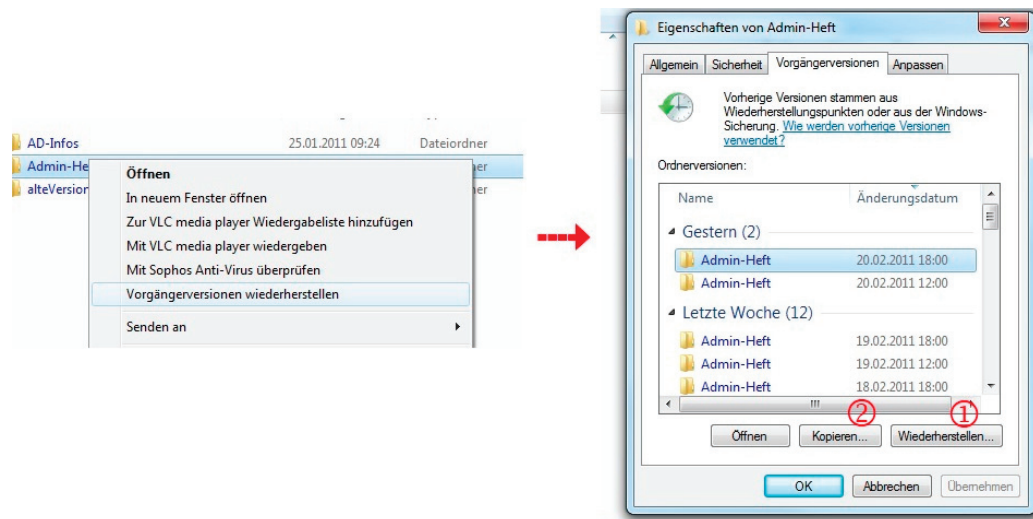 AD-Infos 25.01.2011 09:24 Dateiordner
Admin-He
alteVersion
Öffnen
In neuem Fenster öffnen
Zur VLC media player Wiedergabeliste hinzufügen
Mit VLC media player wiedergeben
Mit Sophos Anti-Virus überprüfen
Vorgängerversionen wiederherstellen
Senden an
Eigenschaften von Admin-Heft
Allgemein Sicherheit Vorgängerversionen Anpassen
Vorherige Versionen stammen aus
Wiederherstellungspunkten oder aus der Windows-
Sicherung. Wie werden vorherige Versionen
verwendet?
Ordnerversionen:
Name Änderungsdatum
Gestern (2)
Admin-Heft 20.02.2011 18:00
Admin-Heft 20.02.2011 12:00
Letzte Woche (12)
Admin-Heft 19.02.2011 18:00
Admin-Heft 19.02.2011 12:00
Admin-Heft 18.02.2011 18:00
② ①
Öffnen Kopieren... Wiederherstellen...
OK Abbrechen Übernehmen